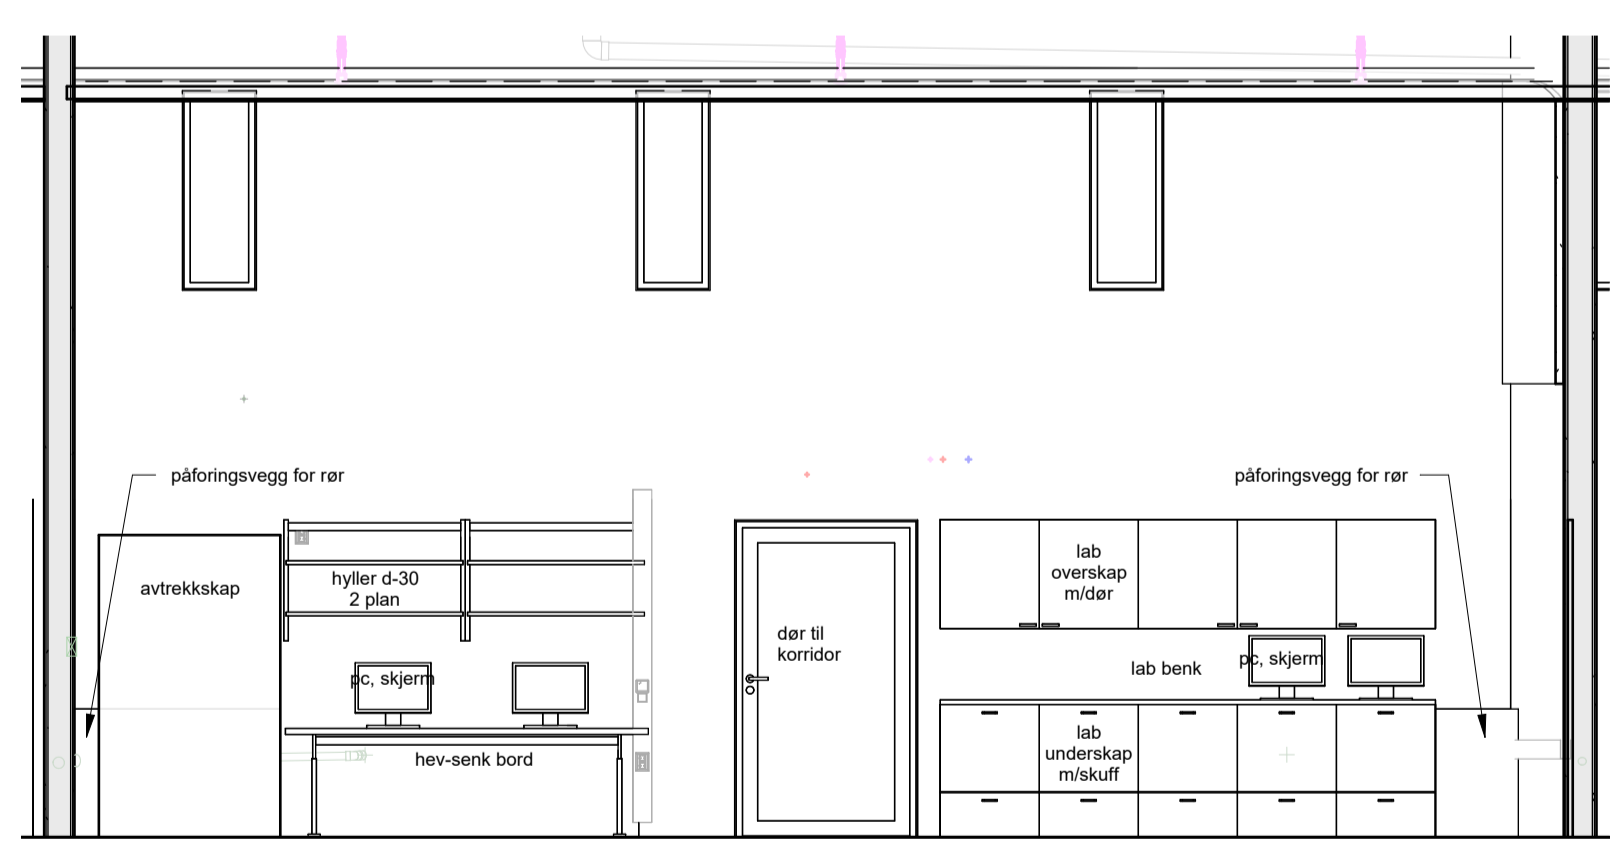 påforingsvegg for rør
påforingsvegg for rør
avtrekkskap
hyller d-30
2 plan
pc, skjerm
hev-senk bord
dør til
korridor
lab
overskap
m/dør
lab benk
pc, skjerm
lab
underskap
m/skuff